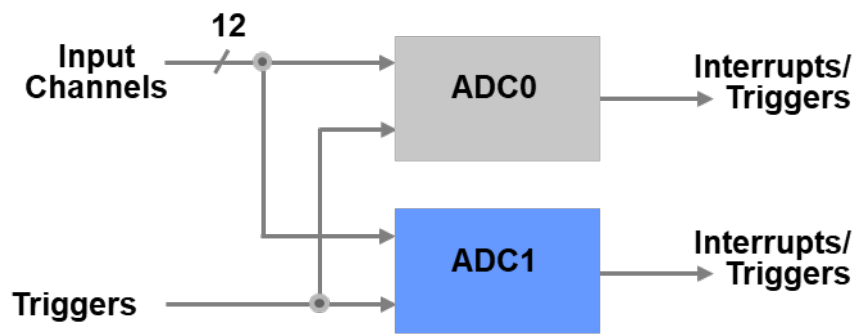 12
Input
Channels
ADC0
Interrupts/
Triggers
ADC1
Interrupts/
Triggers
Triggers